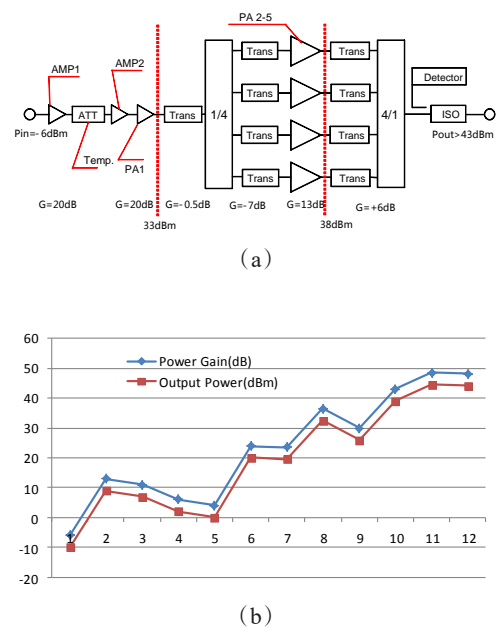 PA 2-5
AMP1
AMP2
Trans
Trans
Trans
Trans
Detector
ATT
Trans
1/4
4/1
ISO
Pin=- 6dBm
Pout>43dBm
Trans
Trans
Temp.
PA1
Trans
Trans
G=20dB
G=20dB
G=- 0.5dB
G=-7dB
G=13dB
G=+6dB
33dBm
38dBm
(a)
60
50
40
30
20
10
0
-10
-20
Power Gain(dB)
Output Power(dBm)
1 2 3 4 5 6 7 8 9 10 11 12
(b)